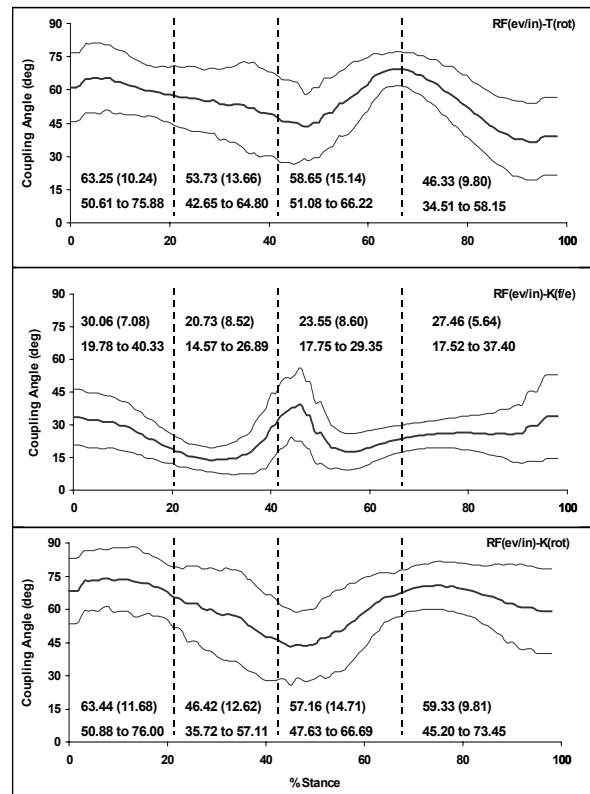 RF(ev/in)-T(rot)
90
75
60
45
30
15
0
Coupling Angle (deg)
63.25 (10.24) 53.73 (13.66) 58.65 (15.14) 46.33 (9.80)
50.61 to 75.88 42.65 to 64.80 51.08 to 66.22 34.51 to 58.15
0 20 40 60 80 100
RF(ev/in)-K(f/e)
90
75
60
45
30
15
0
Coupling Angle (deg)
30.06 (7.08) 20.73 (8.52) 23.55 (8.60) 27.46 (5.64)
19.78 to 40.33 14.57 to 26.89 17.75 to 29.35 17.52 to 37.40
0 20 40 60 80 100
RF(ev/in)-K(rot)
90
75
60
45
30
15
0
Coupling Angle (deg)
63.44 (11.68) 46.42 (12.62) 57.16 (14.71) 59.33 (9.81)
50.88 to 76.00 35.72 to 57.11 47.63 to 66.69 45.20 to 73.45
0 20 40 60 80 100
%Stance